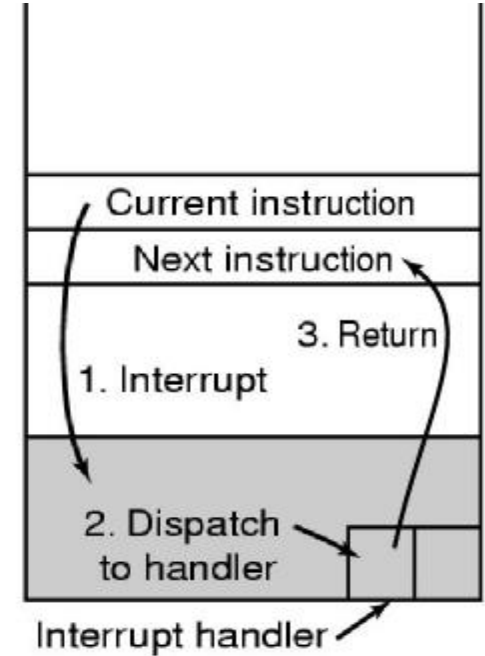 Current instruction
Next instruction
3. Return
1. Interrupt
2. Dispatch
to handler
Interrupt handler